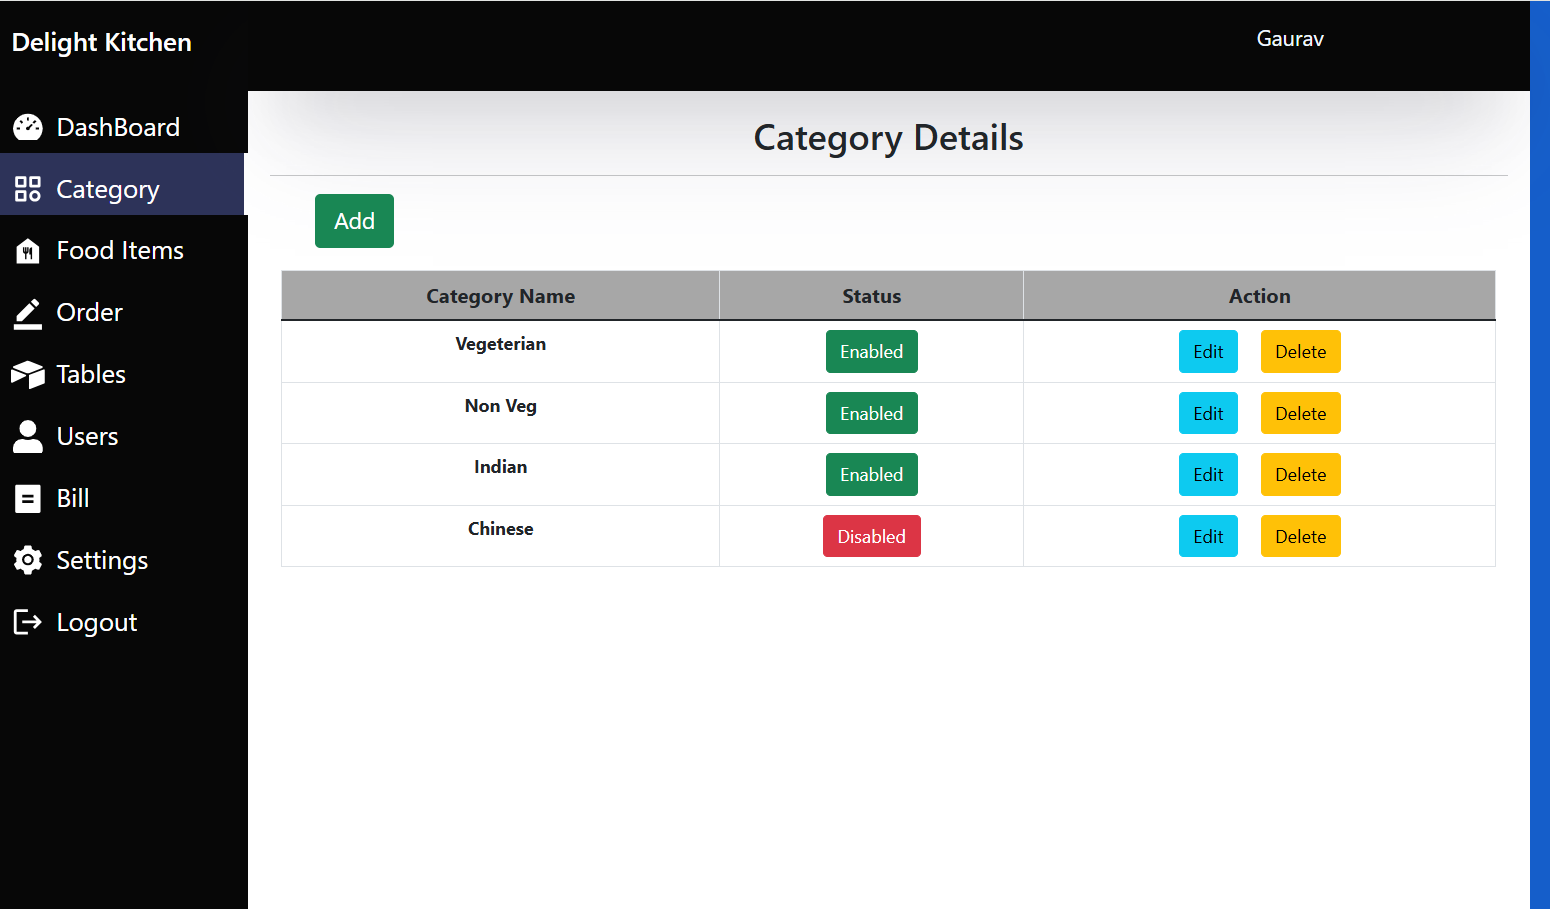 Delight Kitchen
Gaurav
DashBoard
Category
Food Items
Order
Tables
Users
Bill
Settings
Logout
Category Details
Add
Category Name Status Action
Vegeterian Enabled Edit Delete
Non Veg Enabled Edit Delete
Indian Enabled Edit Delete
Chinese Disabled Edit Delete